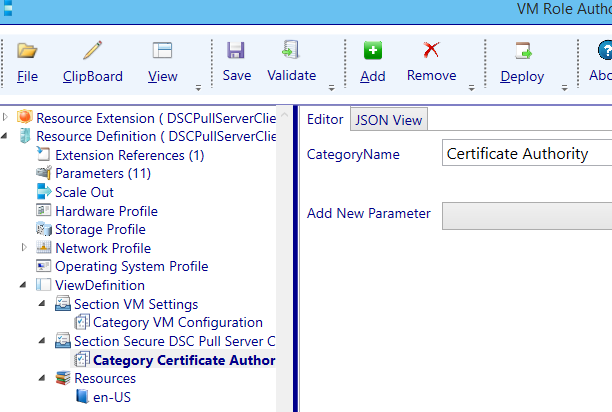 VM Role Autho
File ClipBoard View Save Validate Add Remove Deploy Abo
Resource Extension ( DSCPullServerClie
Resource Definition ( DSCPullServerClie
Extension References (1)
Parameters (11)
Scale Out
Hardware Profile
Storage Profile
Network Profile
Operating System Profile
ViewDefinition
Section VM Settings
Category VM Configuration
Section Secure DSC Pull Server C
Category Certificate Author
Resources
en-US
Editor JSON View
CategoryName Certificate Authority
Add New Parameter